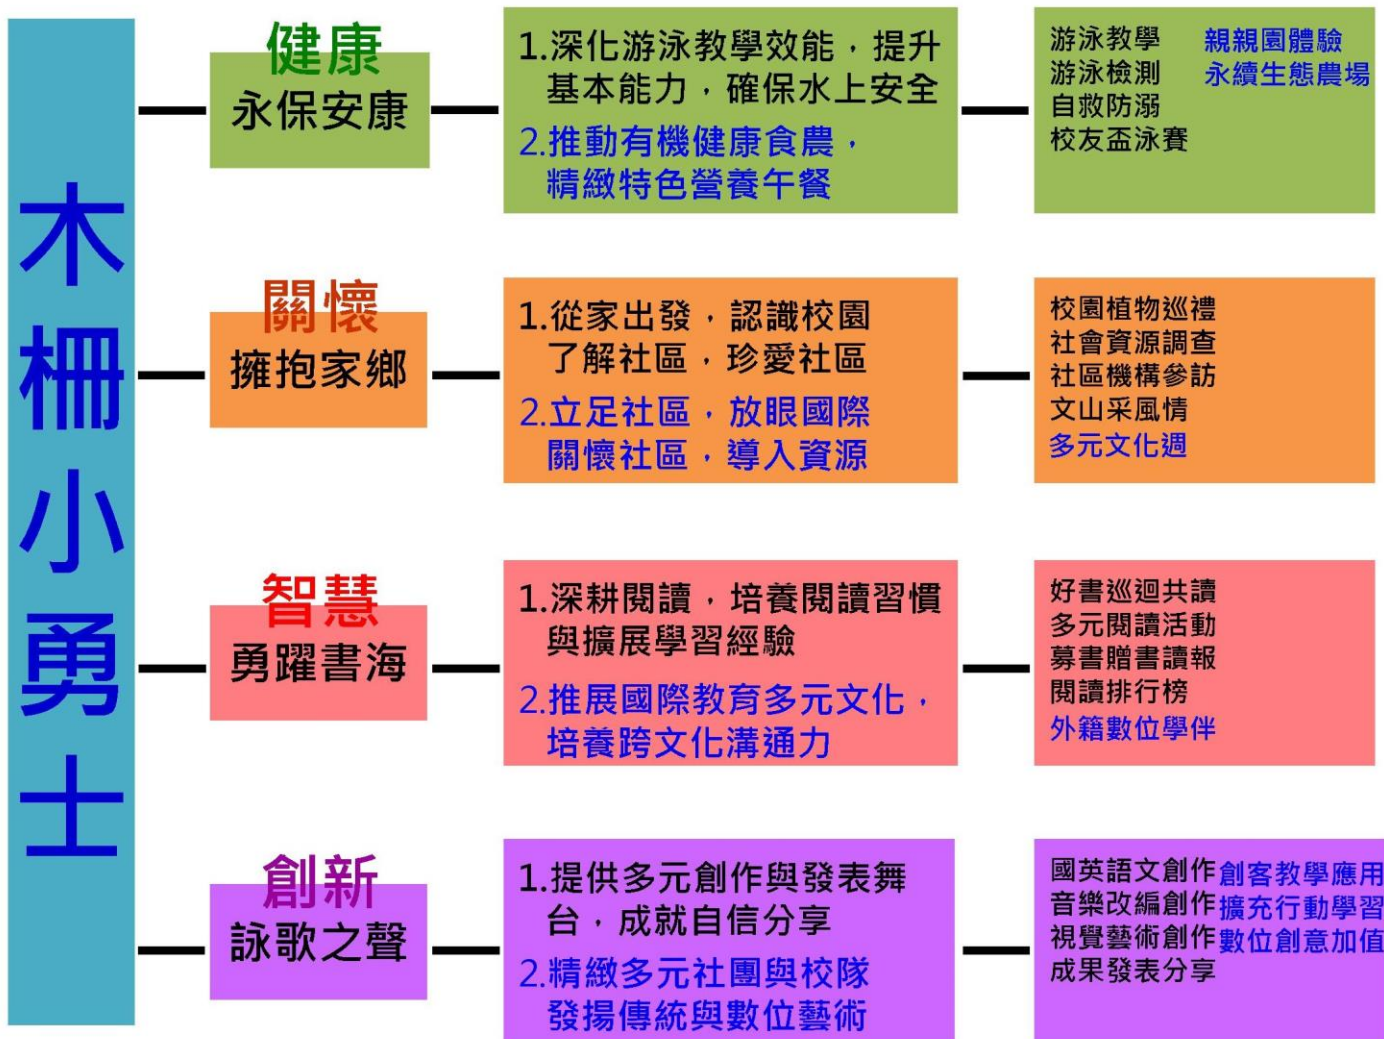 木柵小勇士
健康
永保安康
1.深化游泳教學效能，提升
基本能力，確保水上安全
2.推動有機健康食農，
精緻特色營養午餐
游泳教學
游泳檢測
自救防溺
校友盃泳賽
親親園體驗
永續生態農場
關懷
擁抱家鄉
1.從家出發，認識校園
了解社區，珍愛社區
2.立足社區，放眼國際
關懷社區，導入資源
校園植物巡禮
社會資源調查
社區機構參訪
文山采風情
多元文化週
智慧
勇躍書海
1.深耕閱讀，培養閱讀習慣
與擴展學習經驗
2.推展國際教育多元文化，
培養跨文化溝通力
好書巡迴共讀
多元閱讀活動
募書贈書讀報
閱讀排行榜
外籍數位學伴
創新
詠歌之聲
1.提供多元創作與發表舞
台，成就自信分享
2.精緻多元社團與校隊
發揚傳統與數位藝術
國英語文創作
音樂改編創作
視覺藝術創作
成果發表分享
創客教學應用
擴充行動學習
數位創意加值